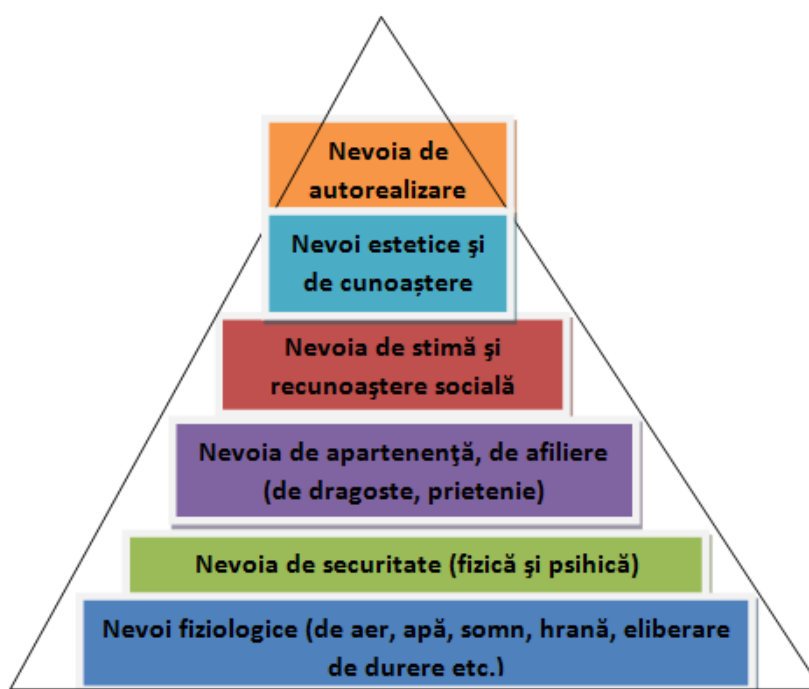 Nevoia de
autorealizare
Nevoi estetice şi
de cunoaștere
Nevoia de stimă şi
recunoaştere socială
Nevoia de apartenenţă, de afiliere
(de dragoste, prietenie)
Nevoia de securitate (fizică şi psihică)
Nevoi fiziologice (de aer, apă, somn, hrană, eliberare
de durere etc.)